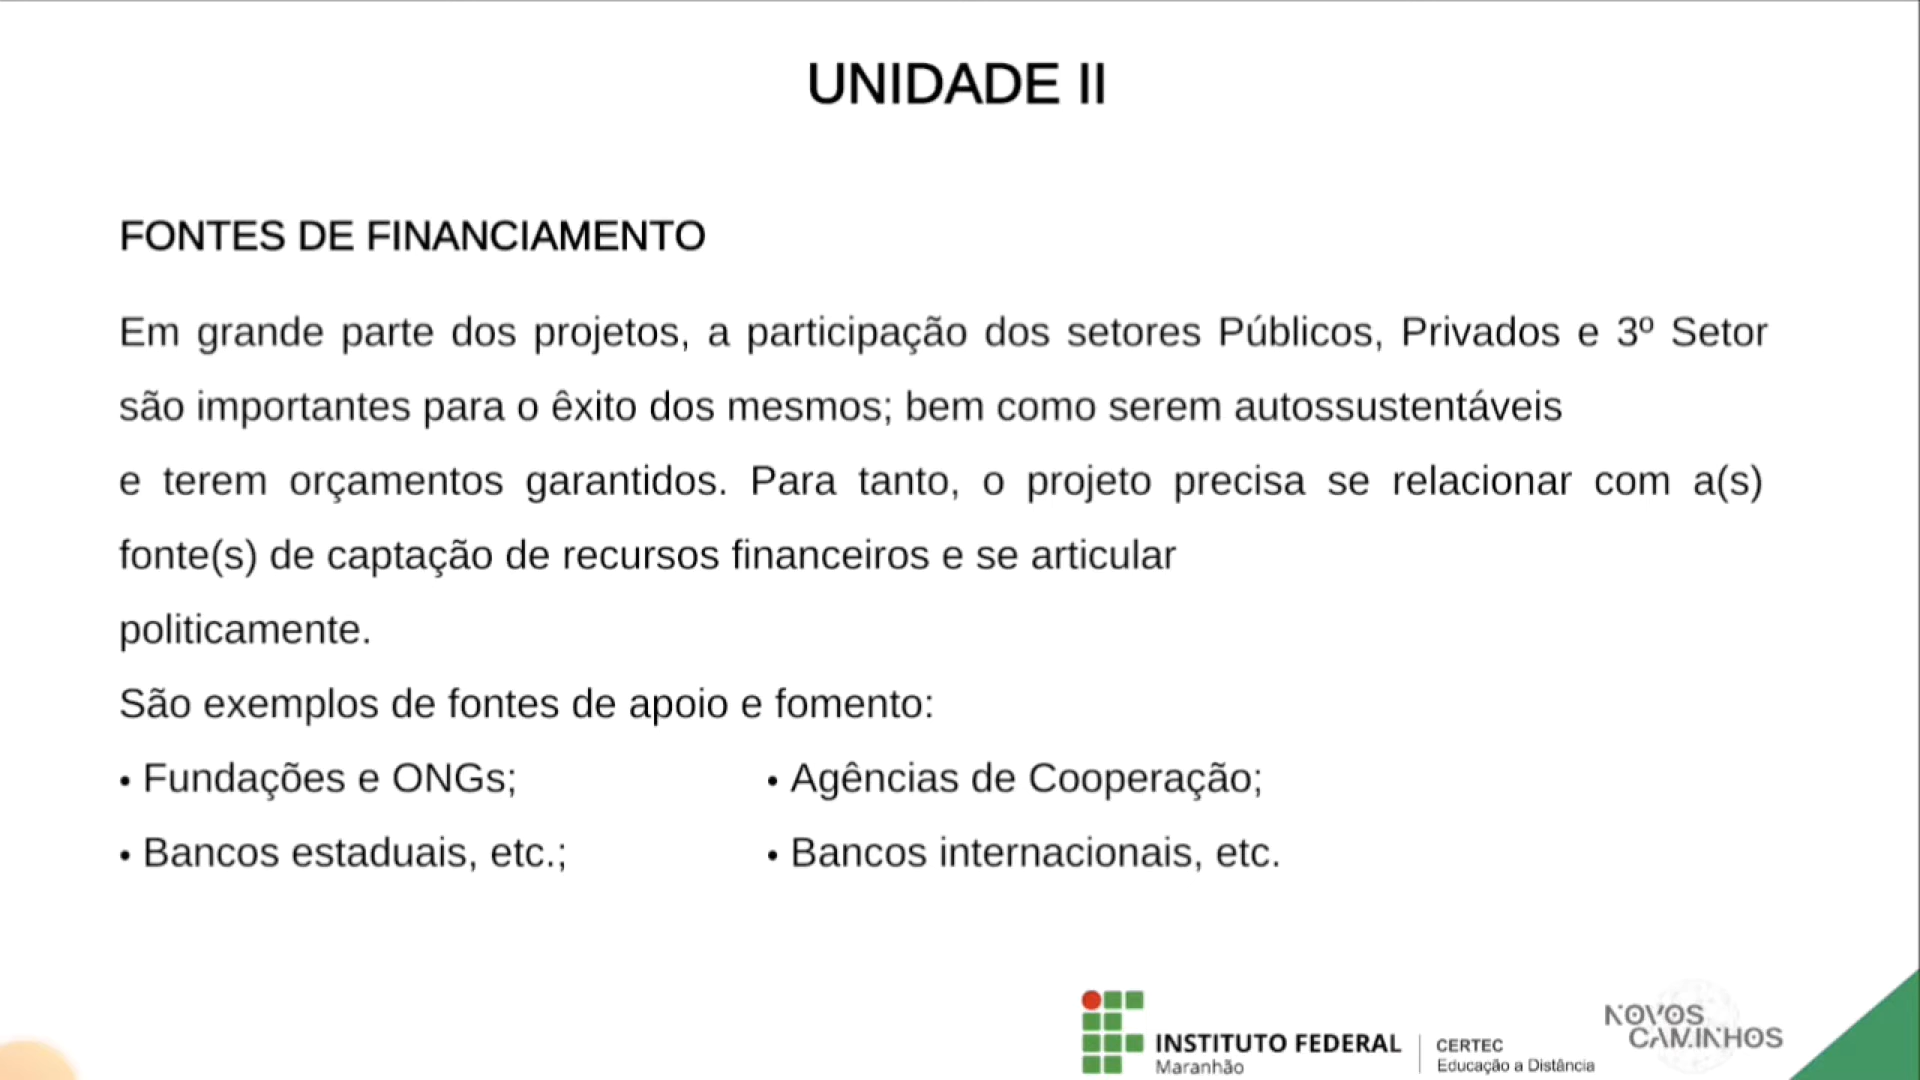 UNIDADE II
FONTES DE FINANCIAMENTO
Em grande parte dos projetos, a participação dos setores Públicos, Privados e 3º Setor
são importantes para o êxito dos mesmos; bem como serem autossustentáveis
e terem orçamentos garantidos. Para tanto, o projeto precisa se relacionar com a(s)
fonte(s) de captação de recursos financeiros e se articular
politicamente.
São exemplos de fontes de apoio e fomento:
• Fundações e ONGs;
• Agências de Cooperação;
• Bancos estaduais, etc.;
• Bancos internacionais, etc.
INSTITUTO FEDERAL
Maranhão
CERTEC
Educação a Distância
NOVOS
CAMINHOS